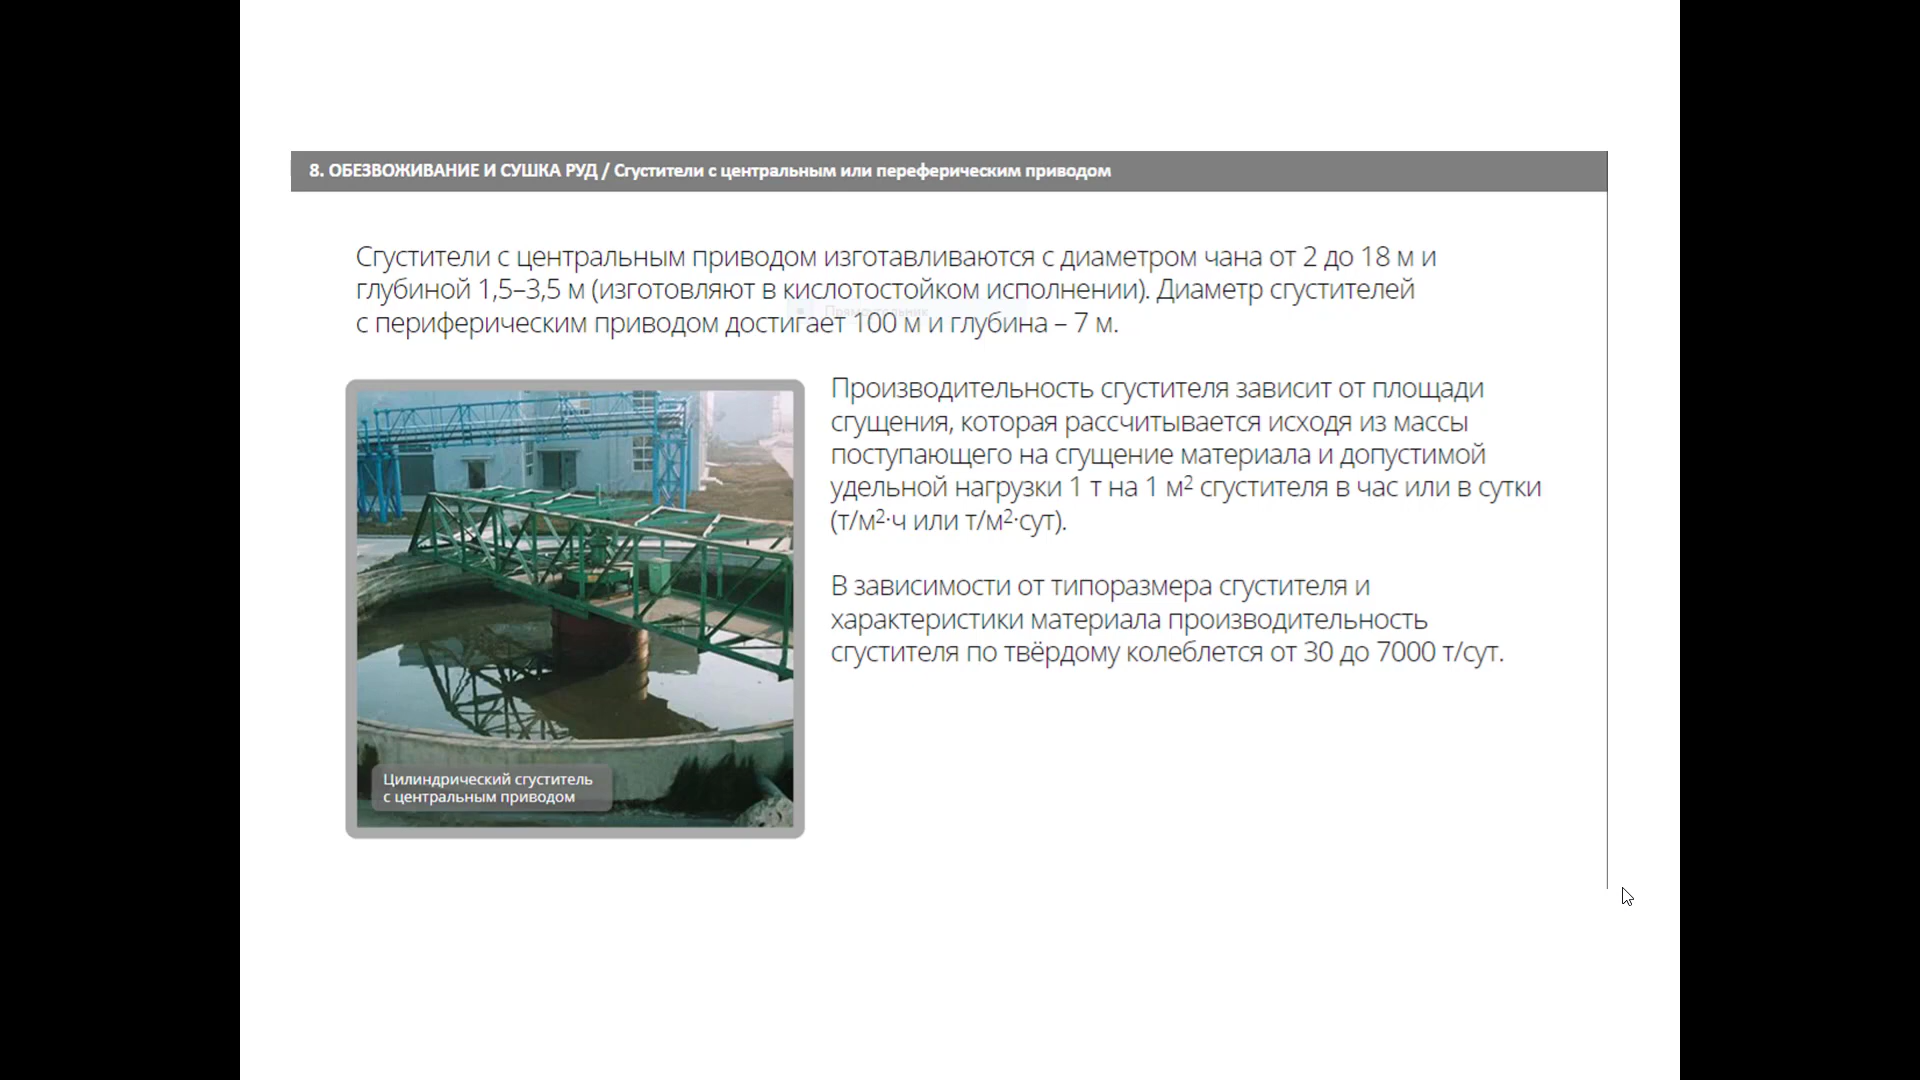 8. ОБЕЗВОЖИВАНИЕ И СУШКА РУД / Сгустители с центральным или переферическим приводом
Сгустители с центральным приводом изготавливаются с диаметром чана от 2 до 18 м и
глубиной 1,5–3,5 м (изготовляют в кислотостойком исполнении). Диаметр сгустителей
с периферическим приводом достигает 100 м и глубина – 7 м.
Производительность сгустителя зависит от площади
сгущения, которая рассчитывается исходя из массы
поступающего на сгущение материала и допустимой
удельной нагрузки 1 т на 1 м² сгустителя в час или в сутки
(т/м²·ч или т/м²·сут).
В зависимости от типоразмера сгустителя и
характеристики материала производительность
сгустителя по твёрдому колеблется от 30 до 7000 т/сут.
Цилиндрический сгуститель
с центральным приводом